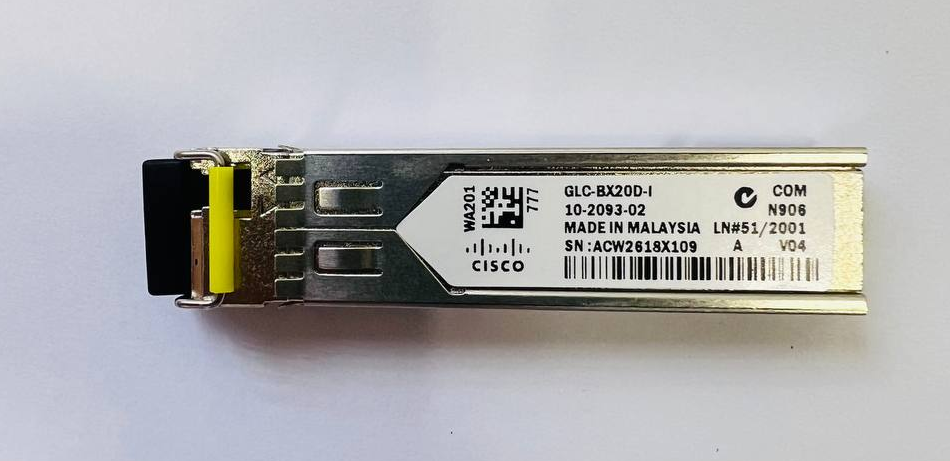 WA201
777
CISCO
GLC-BX20D-I COM
10-2093-02 N906
MADE IN MALAYSIA LN#51/2001
SN:ACW2618X109 A V04